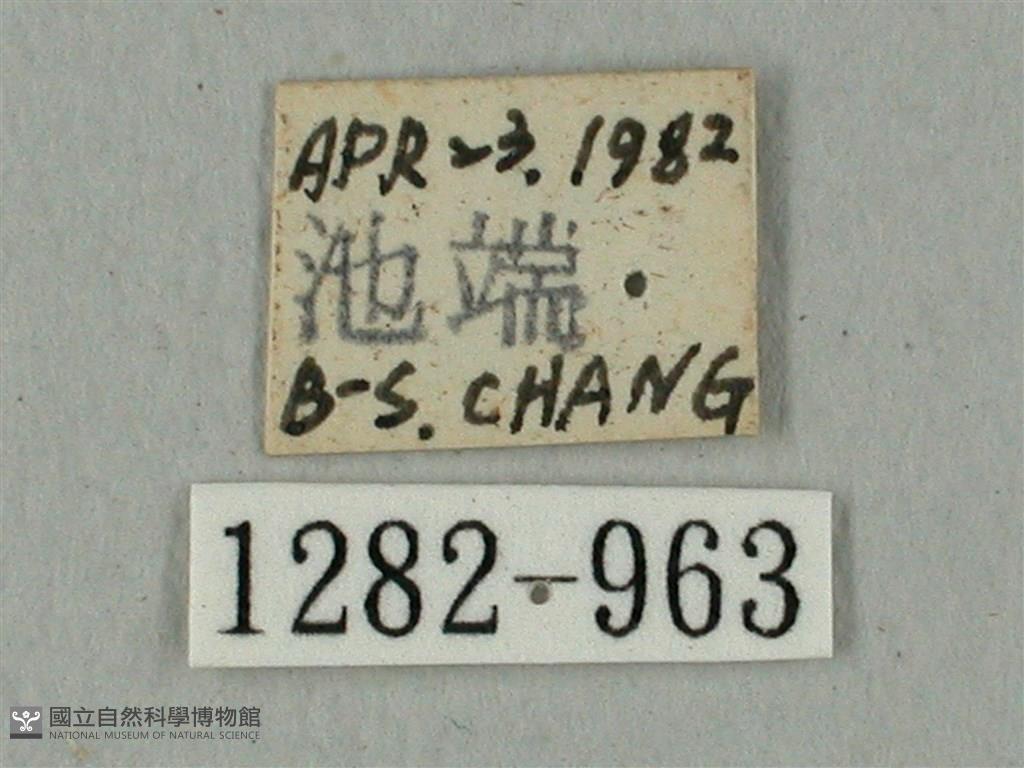 APR-3.1982
池端
B-S. CHANG
1282-963
國立自然科學博物館
NATIONAL MUSEUM OF NATURAL SCIENCE